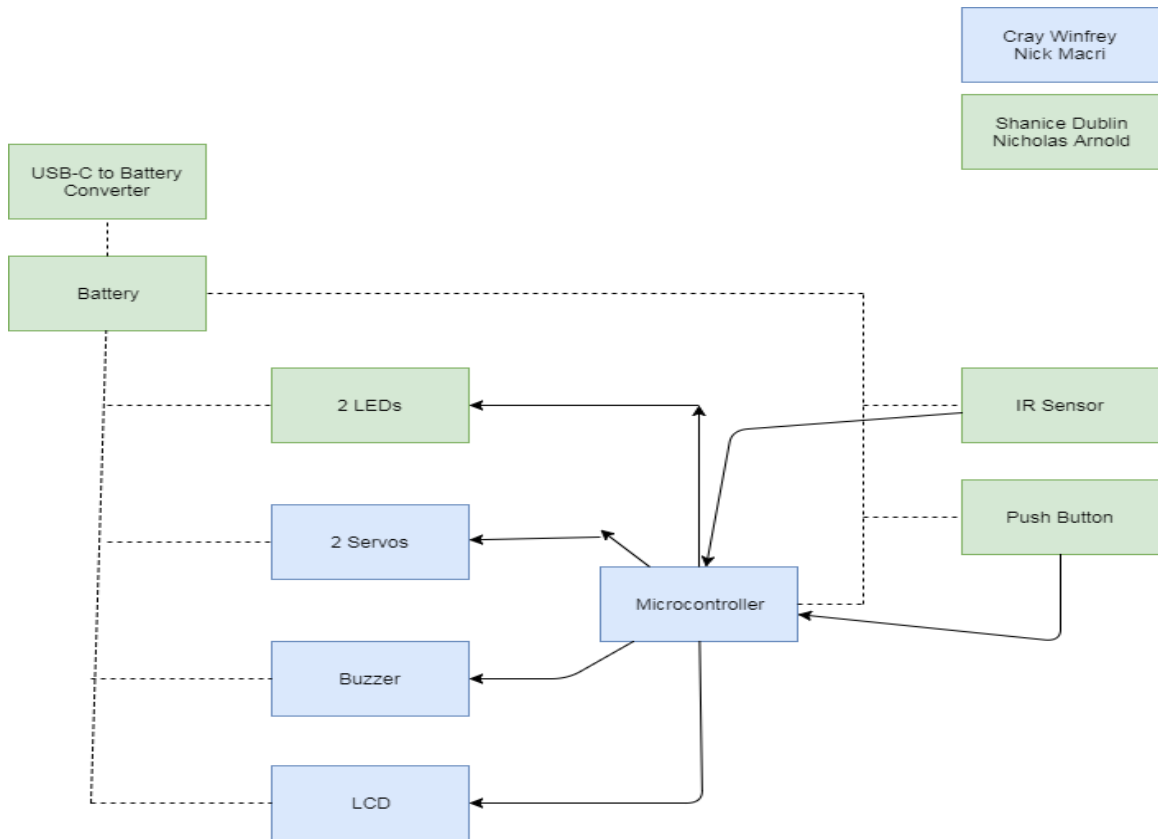 Cray Winfrey
Nick Macri
Shanice Dublin
Nicholas Arnold
USB-C to Battery
Converter
Battery
2 LEDs
IR Sensor
2 Servos
Push Button
Microcontroller
Buzzer
LCD